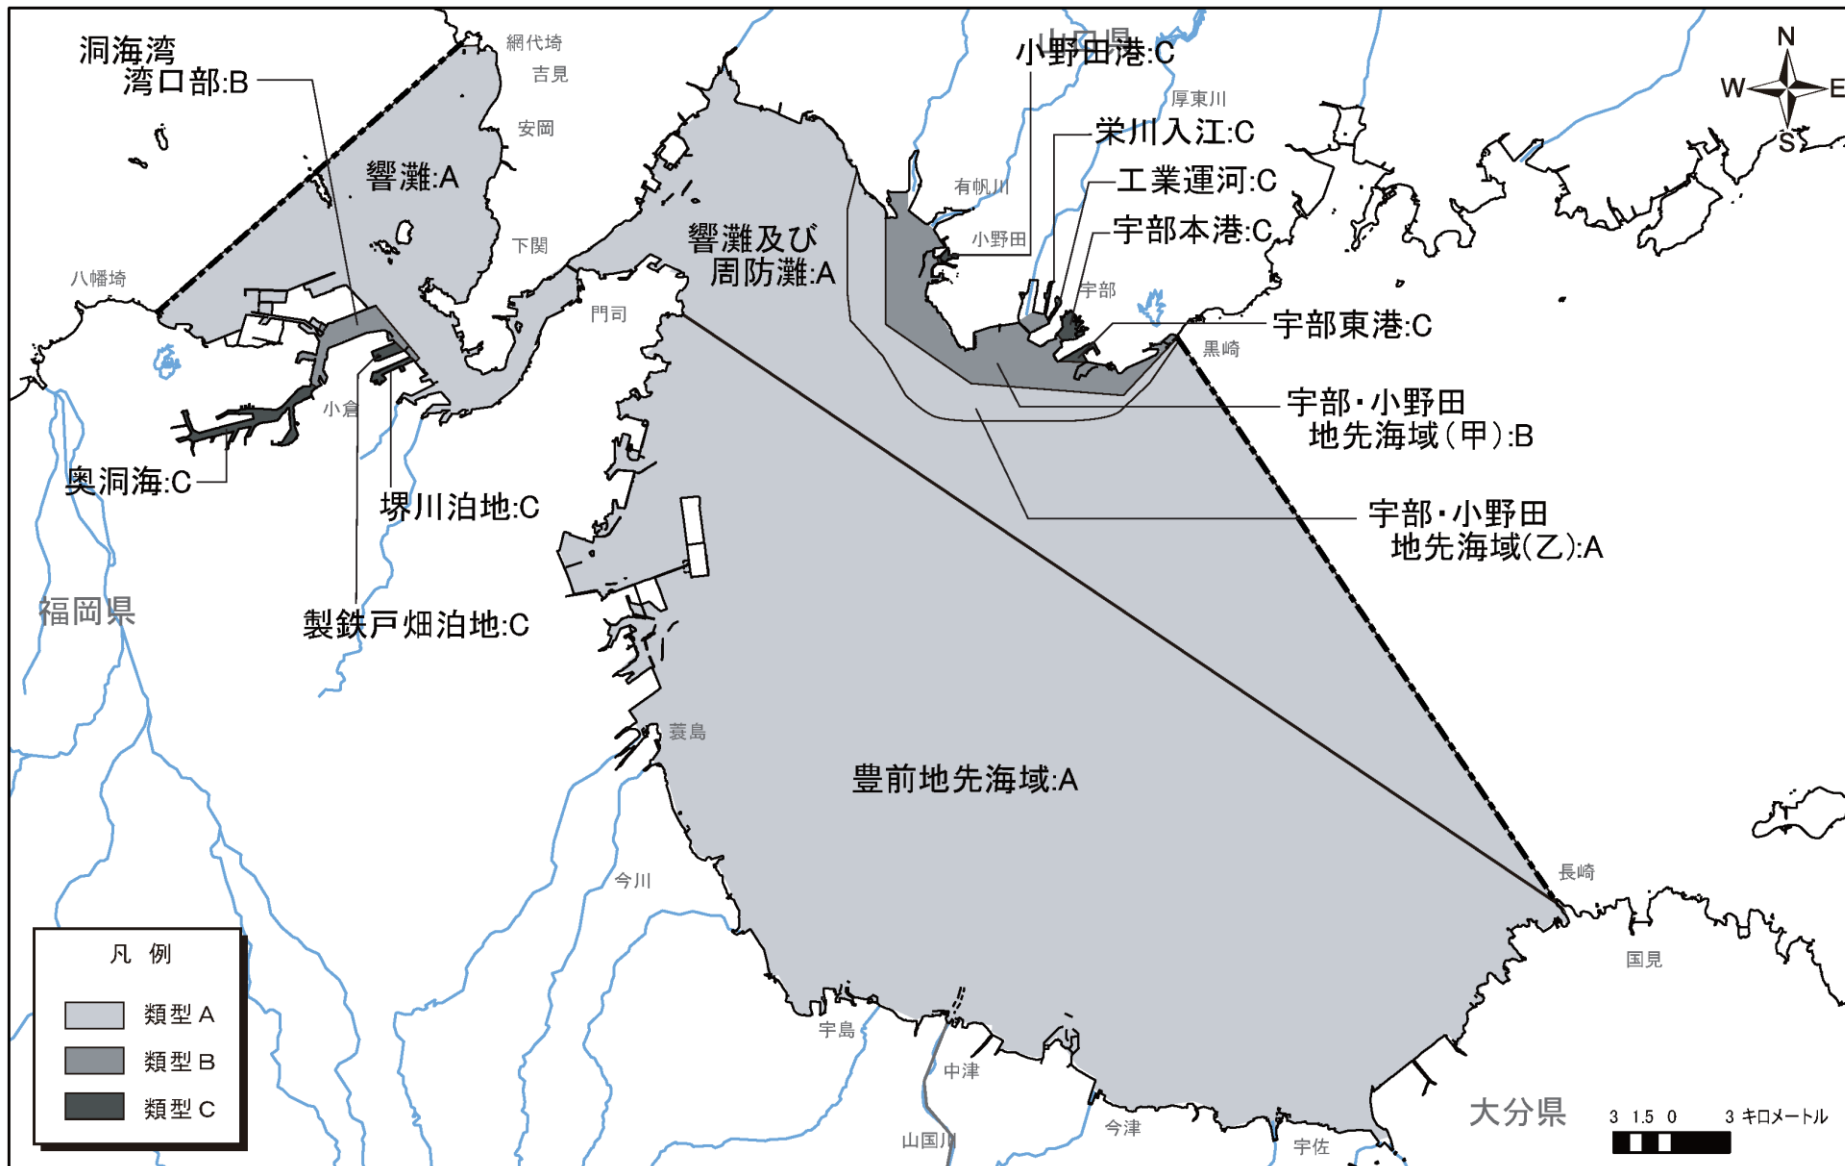 洞海湾
湾口部:B
網代埼
吉見
安岡
響灘:A
下関
八幡埼
響灘及び
周防灘:A
門司
山口県
小野田港:C
厚東川
栄川入江:C
有帆川
工業運河:C
小野田
宇部本港:C
宇部
宇部東港:C
黒崎
宇部・小野田
地先海域(甲):B
宇部・小野田
地先海域(乙):A
小倉
奥洞海:C
堺川泊地:C
製鉄戸畑泊地:C
福岡県
蓑島
豊前地先海域:A
今川
長崎
国見
宇島
中津
山国川
今津
宇佐
大分県
凡 例
類型 A
類型 B
類型 C
N
W
E
S
3 1.5 0 3 キロメートル